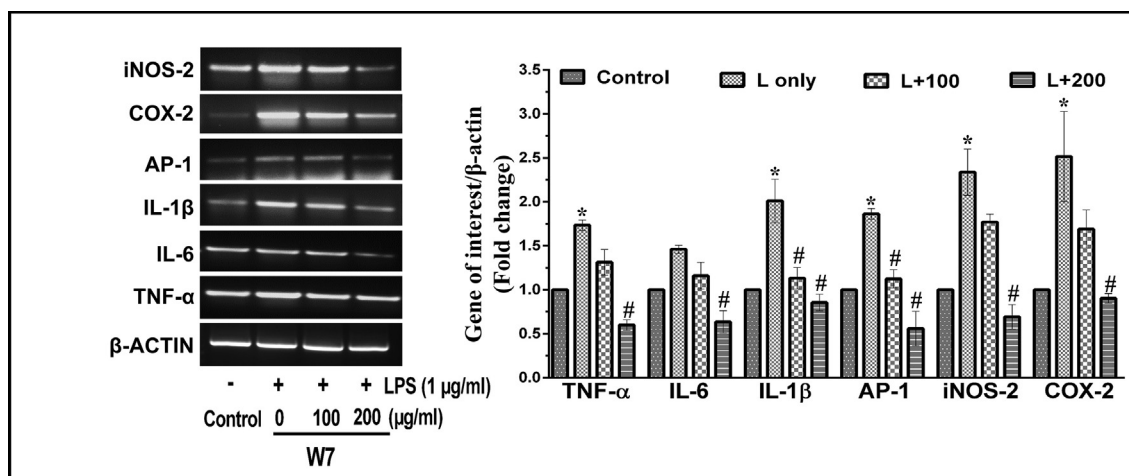 iNOS-2
COX-2
AP-1
IL-1β
IL-6
TNF-α
β-ACTIN
- + + + LPS (1 µg/ml)
Control 0 100 200 (µg/ml)
W7
Control L only L+100 L+200
Gene of interest/β-actin
(Fold change)
3.5
3.0
2.5
2.0
1.5
1.0
0.5
0.0
* # # * # # * # # * # * #
TNF-α IL-6 IL-1β AP-1 iNOS-2 COX-2